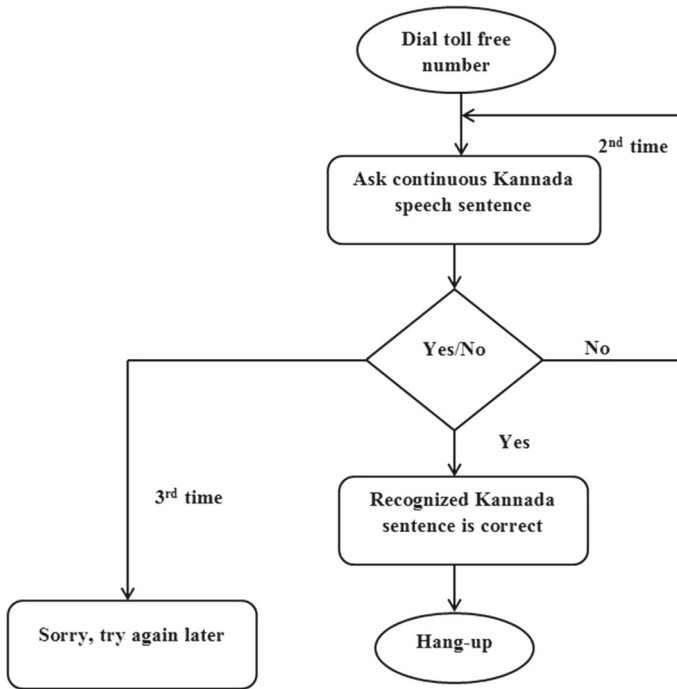 Dial toll free
number
2nd time
Ask continuous Kannada
speech sentence
Yes/No
No
Yes
3rd time
Recognized Kannada
sentence is correct
Sorry, try again later
Hang-up